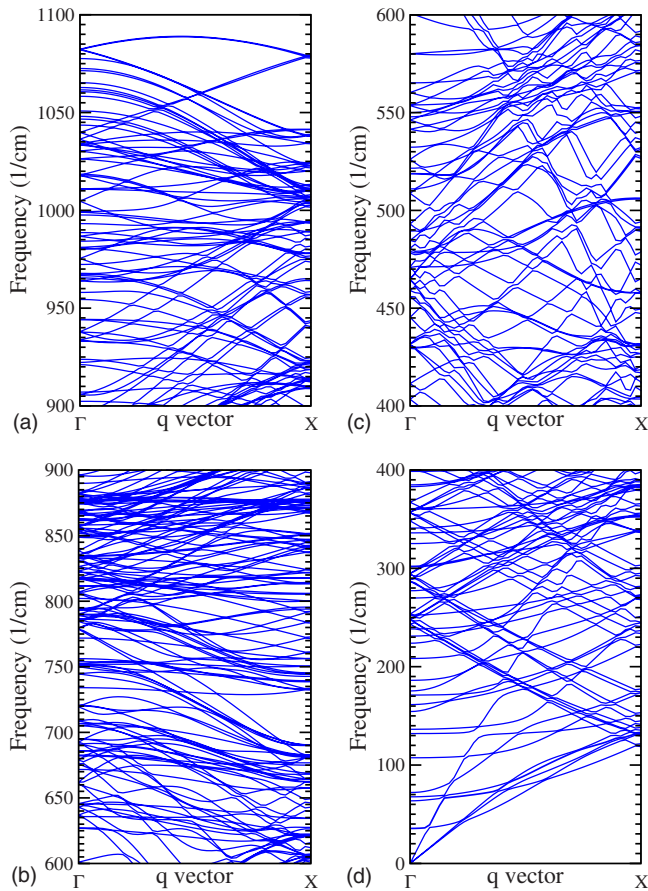 1100
1050
1000
950
900
Frequency (1/cm)
(a)
Γ
q vector
X
600
550
500
450
400
Frequency (1/cm)
(c)
Γ
q vector
X
900
850
800
750
700
650
600
Frequency (1/cm)
(b)
Γ
q vector
X
400
300
200
100
0
Frequency (1/cm)
(d)
Γ
q vector
X